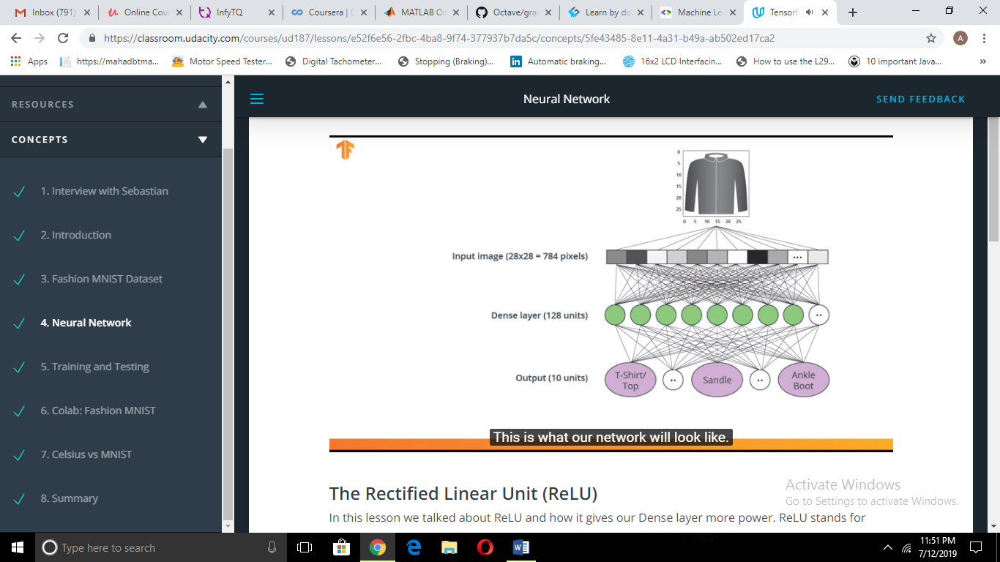 Inbox (791)
Online Cou
InfyTQ
Coursera | C
MATLAB O
Octave/gra
Learn by do
Machine Le
Tensorf
https://classroom.udacity.com/courses/ud187/lessons/e52f6e56-2fbc-4ba8-9f74-377937b7da5c/concepts/5fe43485-8e11-4a31-b49a-ab502ed17ca2
A
Apps
https://mahadbtma...
Motor Speed Tester...
Digital Tachometer...
Stopping (Braking)...
Automatic braking...
16x2 LCD Interfacin...
How to use the L29...
10 important Java...
»
RESOURCES
CONCEPTS
1. Interview with Sebastian
2. Introduction
3. Fashion MNIST Dataset
4. Neural Network
5. Training and Testing
6. Colab: Fashion MNIST
7. Celsius vs MNIST
8. Summary
Neural Network
SEND FEEDBACK
0
5
10
15
20
25
0 5 10 15 20 25
Input image (28x28 = 784 pixels)
...
Dense layer (128 units)
..
Output (10 units)
T-Shirt/
Top
..
Sandle
..
Ankle
Boot
This is what our network will look like.
The Rectified Linear Unit (ReLU)
In this lesson we talked about ReLU and how it gives our Dense layer more power. ReLU stands for
Activate Windows
Go to Settings to activate Windows.
Type here to search
11:51 PM
7/12/2019